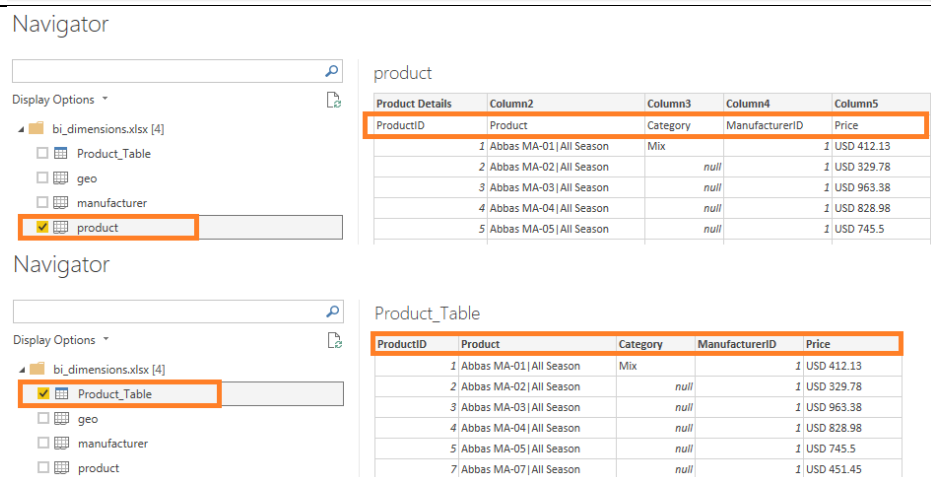 Navigator
product
Display Options
Product Details Column2 Column3 Column4 Column5
bi_dimensions.xlsx [4]
ProductID Product Category ManufacturerID Price
Product_Table
1 Abbas MA-01|All Season Mix 1 USD 412.13
geo
2 Abbas MA-02|All Season null 1 USD 329.78
manufacturer
3 Abbas MA-03|All Season null 1 USD 963.38
4 Abbas MA-04|All Season null 1 USD 828.98
product
5 Abbas MA-05|All Season null 1 USD 745.5
Navigator
Product_Table
Display Options
ProductID Product Category ManufacturerID Price
bi_dimensions.xlsx [4]
1 Abbas MA-01|All Season Mix 1 USD 412.13
Product_Table
2 Abbas MA-02|All Season null 1 USD 329.78
geo
3 Abbas MA-03|All Season null 1 USD 963.38
4 Abbas MA-04|All Season null 1 USD 828.98
manufacturer
5 Abbas MA-05|All Season null 1 USD 745.5
product
7 Abbas MA-07|All Season null 1 USD 451.45